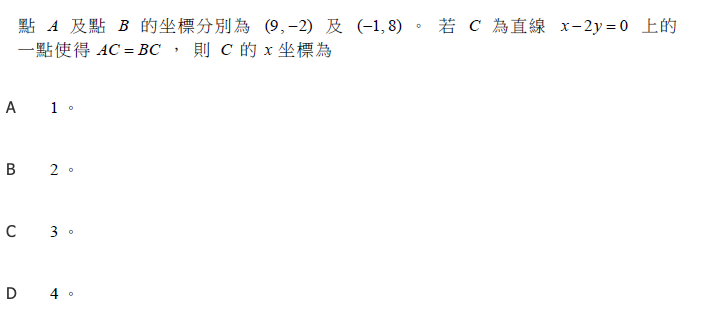 點 A 及點 B 的坐標分別為 (9, −2) 及 (−1, 8) 。 若 C 為直線 x − 2y = 0 上的
一點使得 AC = BC ， 則 C 的 x 坐標為
A 1 。
B 2 。
C 3 。
D 4 。